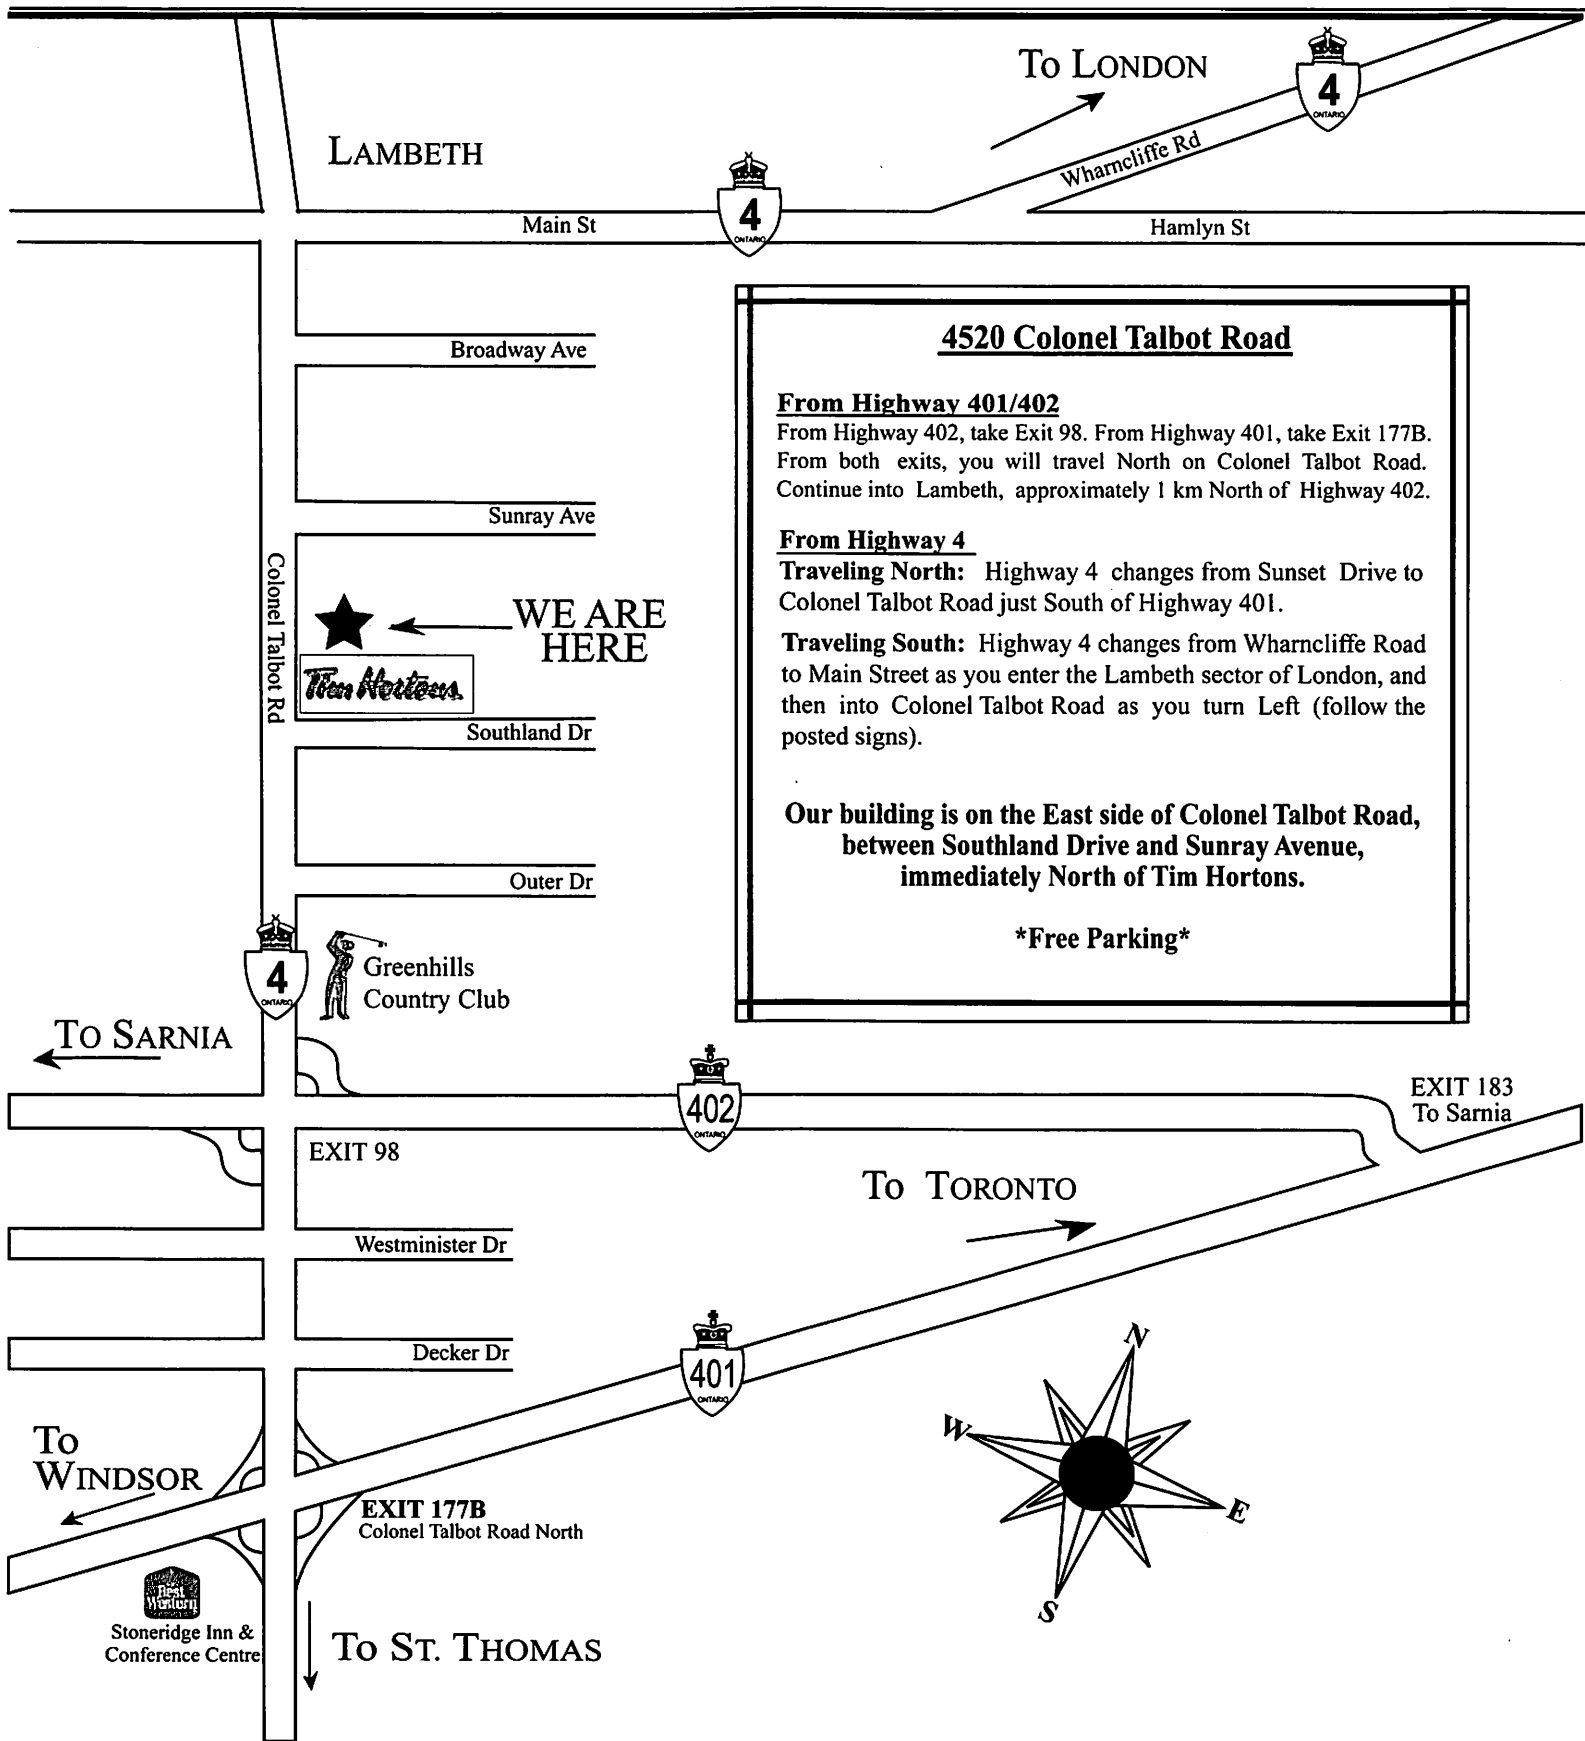 To LONDON
4
ONTARIO
LAMBETH
Wharncliffe Rd
4
ONTARIO
Main St
Hamlyn St
4520 Colonel Talbot Road
Broadway Ave
From Highway 401/402
From Highway 402, take Exit 98. From Highway 401, take Exit 177B.
From both exits, you will travel North on Colonel Talbot Road.
Continue into Lambeth, approximately 1 km North of Highway 402.
Sunray Ave
From Highway 4
Traveling North: Highway 4 changes from Sunset Drive to
Colonel Talbot Road just South of Highway 401.
Traveling South: Highway 4 changes from Wharncliffe Road
to Main Street as you enter the Lambeth sector of London, and
then into Colonel Talbot Road as you turn Left (follow the
posted signs).
Colonel Talbot Rd
WE ARE
HERE
Tim Hortons
Southland Dr
Our building is on the East side of Colonel Talbot Road,
between Southland Drive and Sunray Avenue,
immediately North of Tim Hortons.
*Free Parking*
Outer Dr
4
ONTARIO
Greenhills
Country Club
TO SARNIA
402
ONTARIO
EXIT 183
To Sarnia
EXIT 98
To TORONTO
Westminister Dr
Decker Dr
401
ONTARIO
N
W
E
S
To
WINDSOR
EXIT 177B
Colonel Talbot Road North
Best
Western
Stoneridge Inn &
Conference Centre
To ST. THOMAS